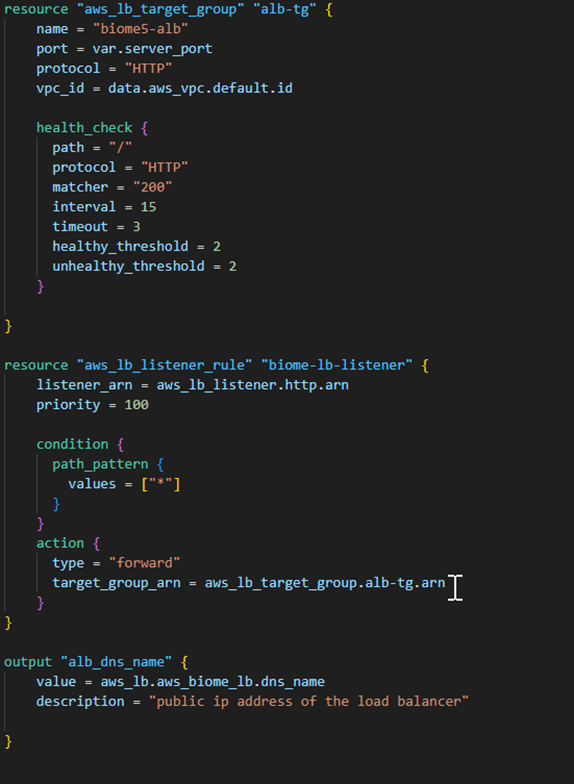 resource "aws_lb_target_group" "alb-tg" {
name = "biome5-alb"
port = var.server_port
protocol = "HTTP"
vpc_id = data.aws_vpc.default.id
health_check {
path = "/"
protocol = "HTTP"
matcher = "200"
interval = 15
timeout = 3
healthy_threshold = 2
unhealthy_threshold = 2
}
}
resource "aws_lb_listener_rule" "biome-lb-listener" {
listener_arn = aws_lb_listener.http.arn
priority = 100
condition {
path_pattern {
values = ["*"]
}
}
action {
type = "forward"
target_group_arn = aws_lb_target_group.alb-tg.arn
}
}
output "alb_dns_name" {
value = aws_lb.aws_biome_lb.dns_name
description = "public ip address of the load balancer"
}